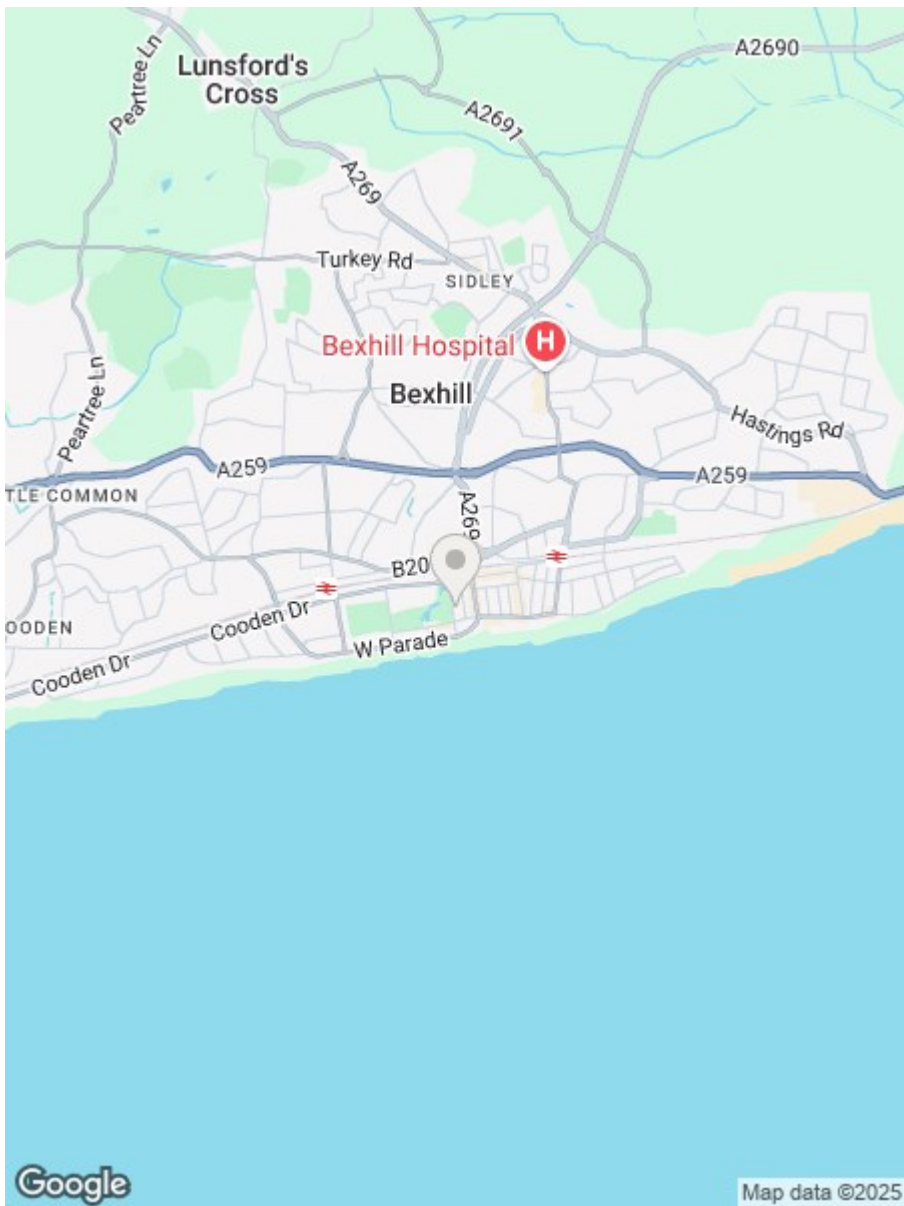 A2690
Lunsford's
Cross
Peartree Ln
A2691
A269
Turkey Rd
SIDLEY
Bexhill Hospital
H
Bexhill
Peartree Ln
Hastings Rd
A259
A259
TLE COMMON
A269
B20
Cooden Dr
OODEN
W Parade
Cooden Dr
Google
Map data ©2025